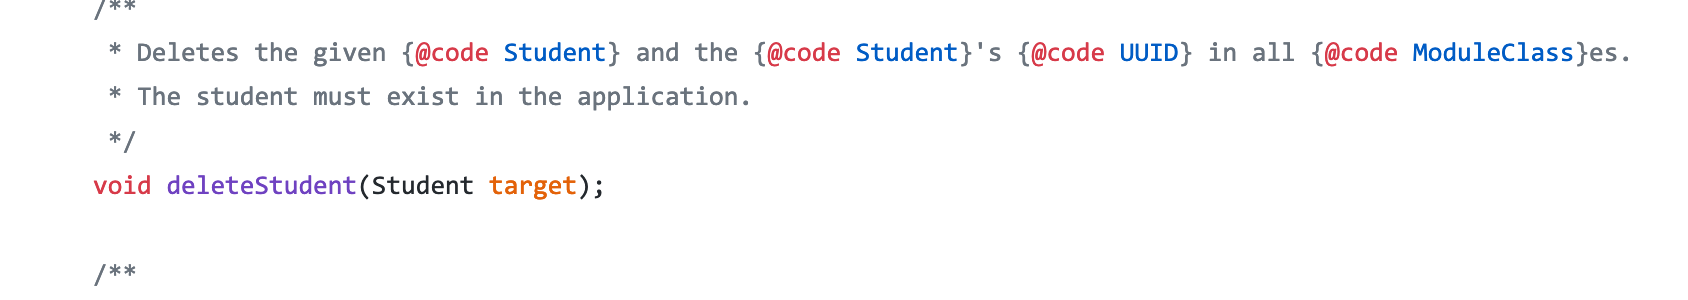 /**
* Deletes the given {@code Student} and the {@code Student}'s {@code UUID} in all {@code ModuleClass}es.
* The student must exist in the application.
*/
void deleteStudent(Student target);
/**